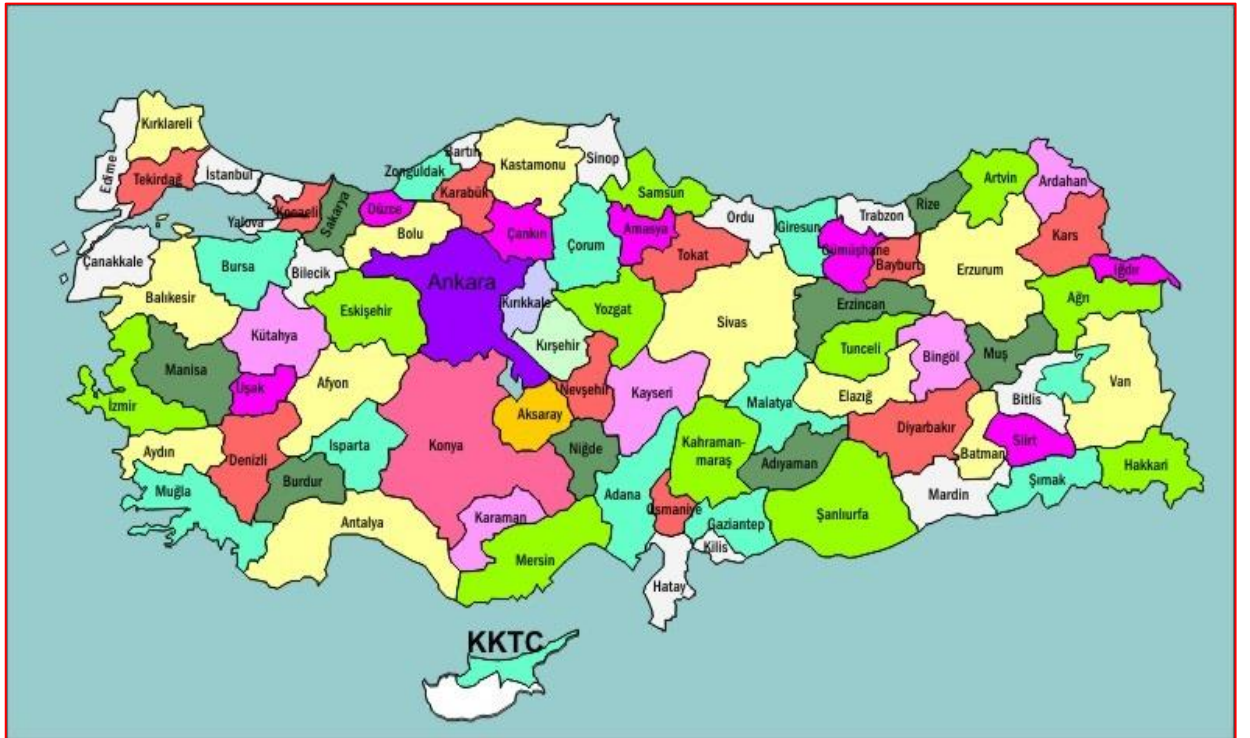 Kırklareli
Edirne
Tekirdağ
İstanbul
Yalova
Kocaeli
Sakarya
Düzce
Zonguldak
Bartın
Karabük
Kastamonu
Sinop
Samsun
Bolu
Çankırı
Çorum
Amasya
Tokat
Ordu
Giresun
Trabzon
Rize
Artvin
Ardahan
Gümüşhane
Bayburt
Erzurum
Kars
Iğdır
Ağrı
Çanakkale
Balıkesir
Bursa
Bilecik
Kütahya
Eskişehir
Ankara
Kırıkkale
Kırşehir
Yozgat
Sivas
Erzincan
Tunceli
Bingöl
Muş
Bitlis
Van
İzmir
Manisa
Uşak
Afyon
Konya
Aksaray
Nevşehir
Kayseri
Malatya
Elazığ
Diyarbakır
Batman
Siirt
Hakkari
Aydın
Denizli
Isparta
Burdur
Muğla
Antalya
Karaman
Niğde
Mersin
Adana
Kahraman-
maraş
Osmaniye
Adıyaman
Gaziantep
Kilis
Hatay
Şanlıurfa
Mardin
Şırnak
KKTC